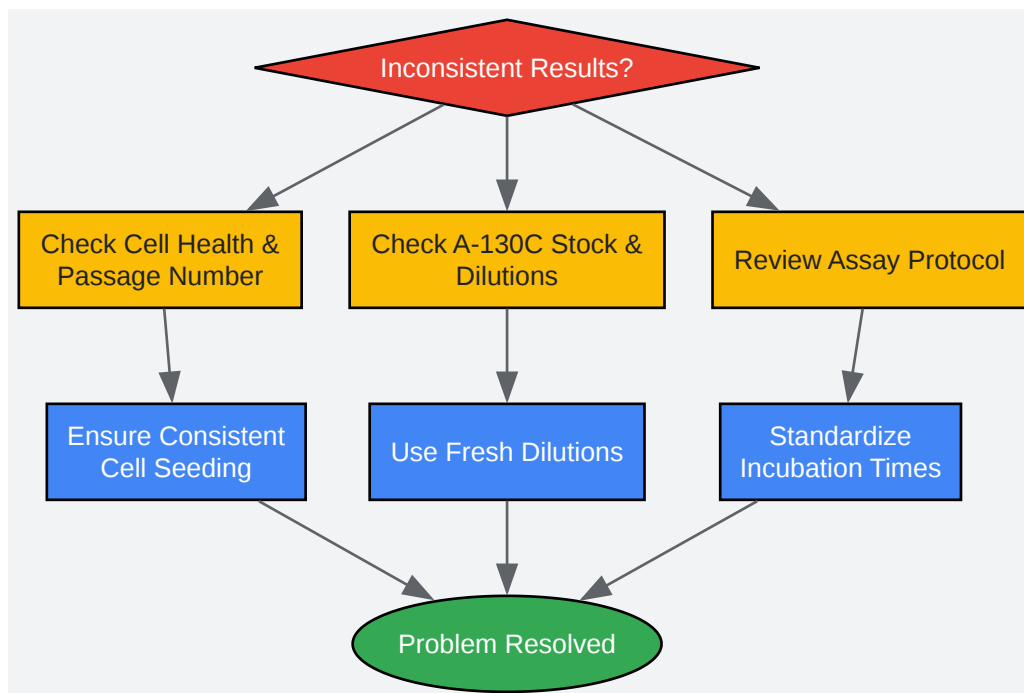 Inconsistent Results?
Check Cell Health &
Passage Number
Check A-130C Stock &
Dilutions
Review Assay Protocol
Ensure Consistent
Cell Seeding
Use Fresh Dilutions
Standardize
Incubation Times
Problem Resolved